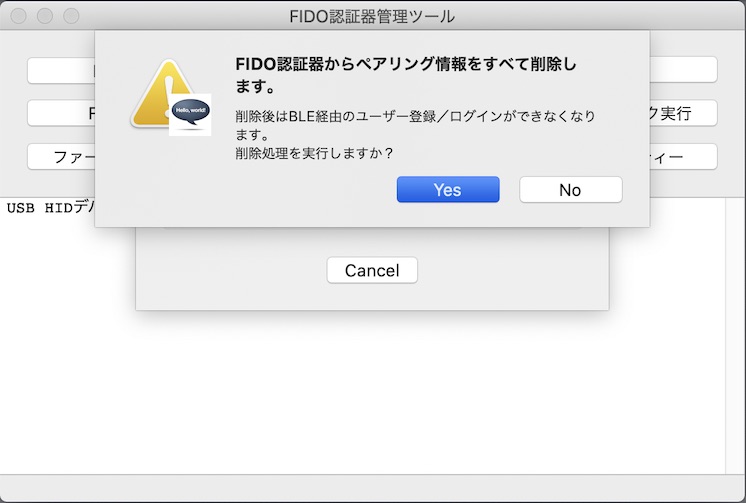 FIDO認証器管理ツール
FIDO認証器からペアリング情報をすべて削除し
ます。
Hello, world!
削除後はBLE経由のユーザー登録／ログインができなくなり
ます。
削除処理を実行しますか？
Yes
No
ク実行
ファー
ィー
USB HIDデ
Cancel